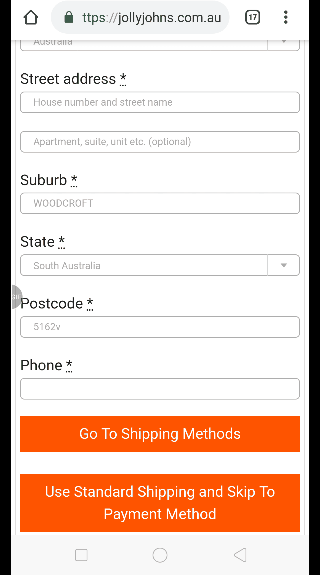 ttps://jollyjohns.com.au
17
Australia
Street address *
House number and street name
Apartment, suite, unit etc. (optional)
Suburb *
WOODCROFT
State *
South Australia
Postcode *
5162v
Phone *
Go To Shipping Methods
Use Standard Shipping and Skip To
Payment Method